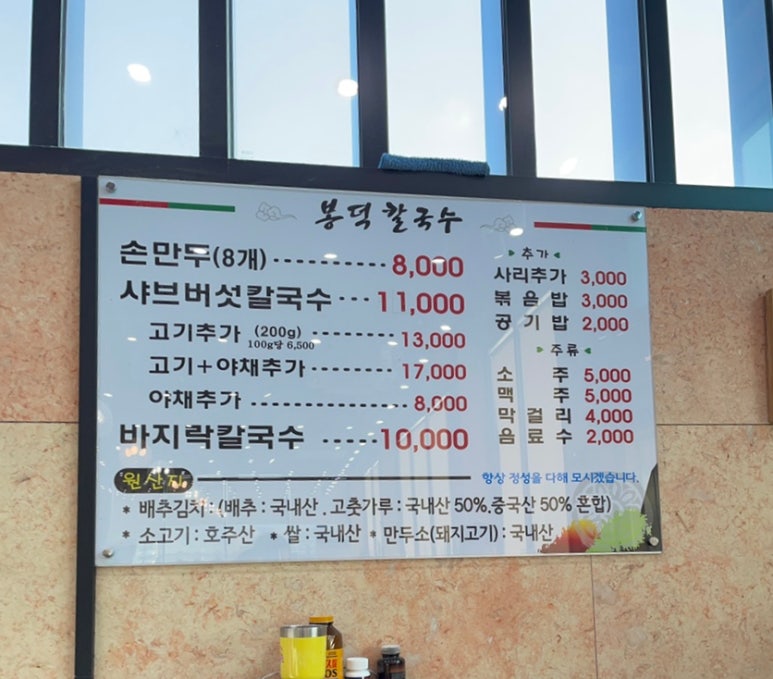 봉덕 칼국수
손만두(8개) 8,000
샤브버섯칼국수 11,000
고기추가 (200g) 100g당 6,500 13,000
고기+야채추가 17,000
야채추가 8,000
바지락칼국수 10,000
추가
사리추가 3,000
볶음밥 3,000
공기밥 2,000
주류
소주 5,000
맥주 5,000
막걸리 4,000
음료수 2,000
원산지
항상 정성을 다해 모시겠습니다.
* 배추김치 : (배추 : 국내산 . 고춧가루 : 국내산 50%.중국산 50% 혼합)
* 소고기 : 호주산 * 쌀 : 국내산 * 만두소(돼지고기) : 국내산